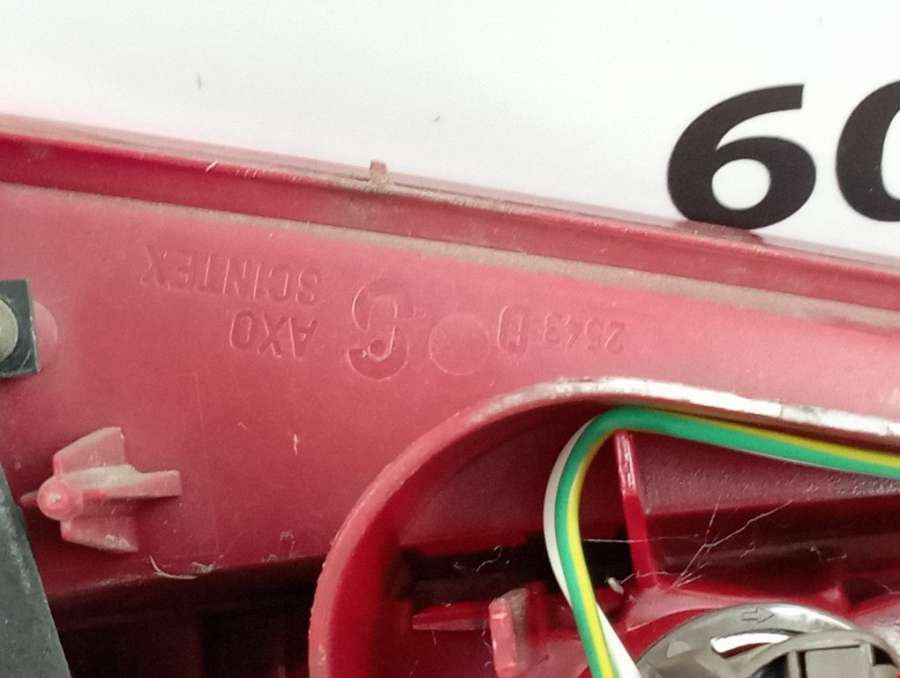 60
2543
AXO
SCINTEX